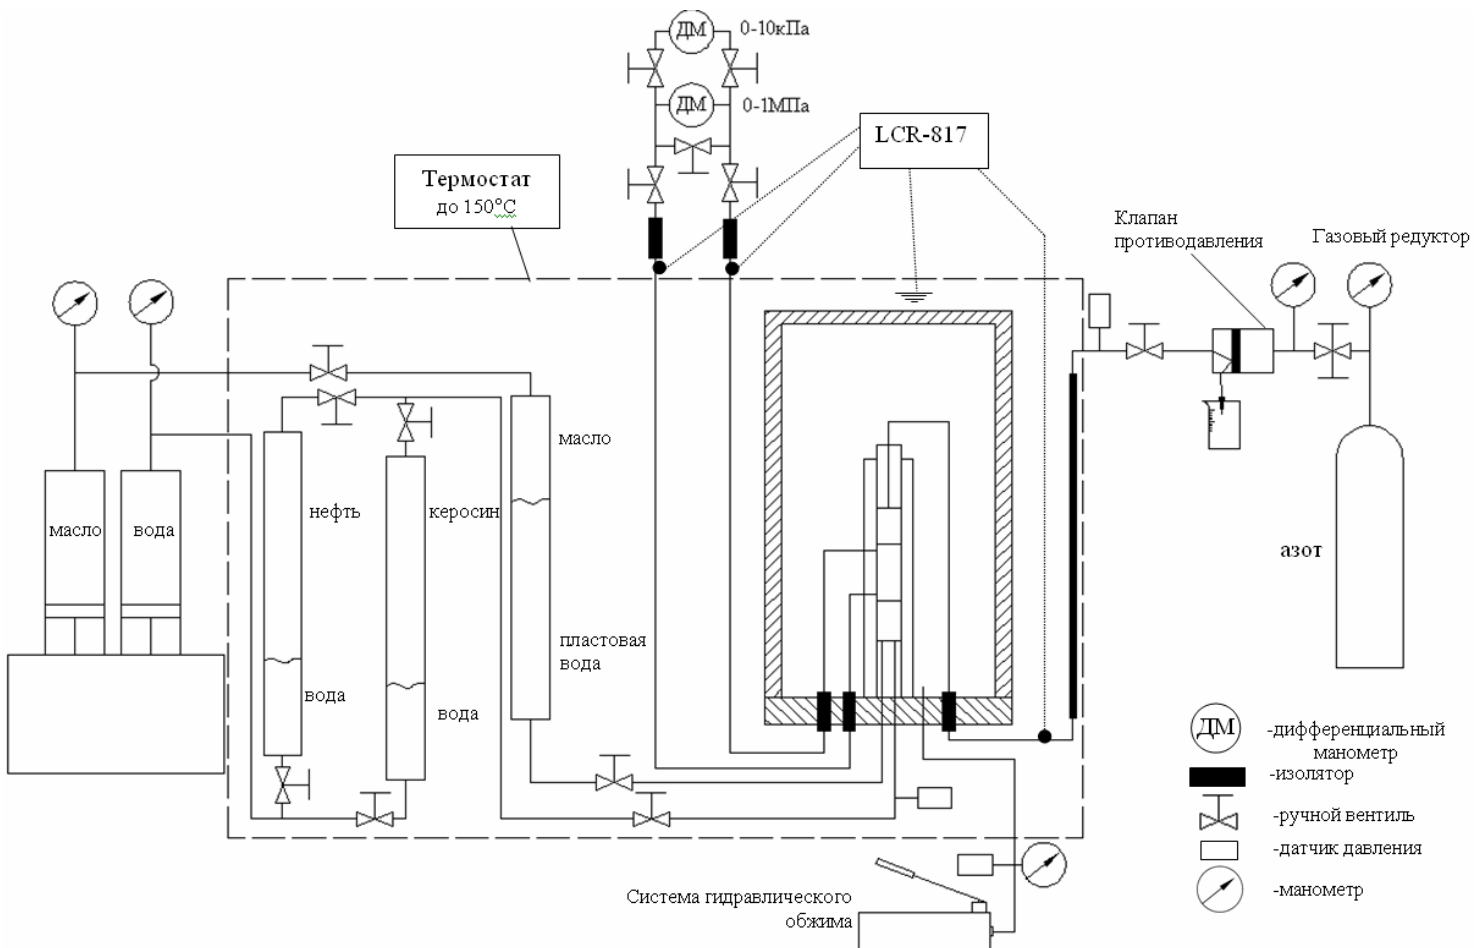 ДМ
0-10кПа
ДМ
0-1МПа
LCR-817
Термостат
до 150°С
Клапан
противодавления
Газовый редуктор
масло
нефть
керосин
масло
вода
азот
пластовая
вода
вода
вода
ДМ
-дифференциальный
манометр
-изолятор
-ручной вентиль
-датчик давления
-манометр
Система гидравлического
обжима